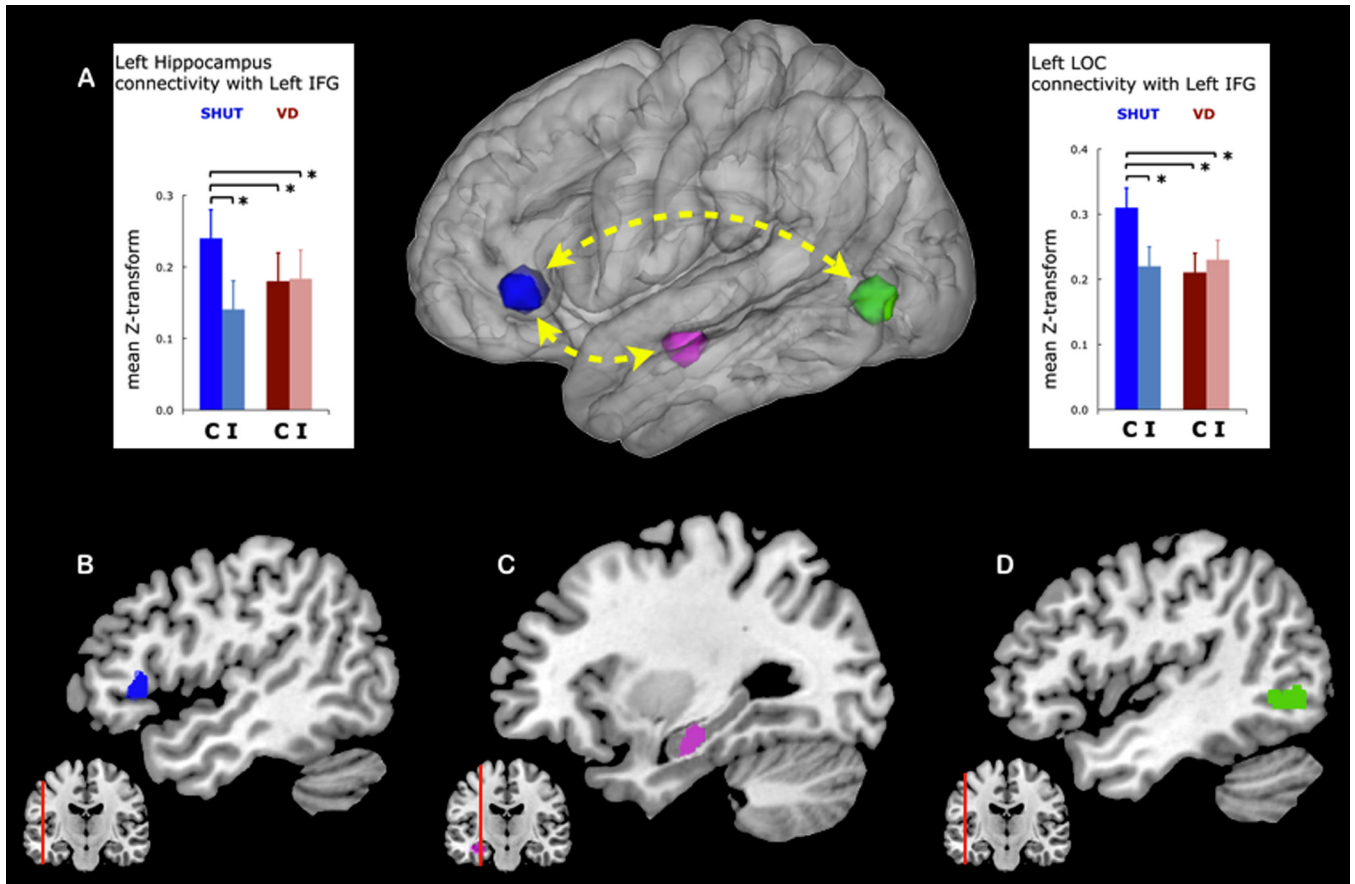 A
Left Hippocampus
connectivity with Left IFG
SHUT VD
* * *
0.3
0.2
0.1
0.0
mean Z-transform
C I C I
Left LOC
connectivity with Left IFG
SHUT VD
* * *
0.4
0.3
0.2
0.1
0.0
mean Z-transform
C I C I
B
C
D